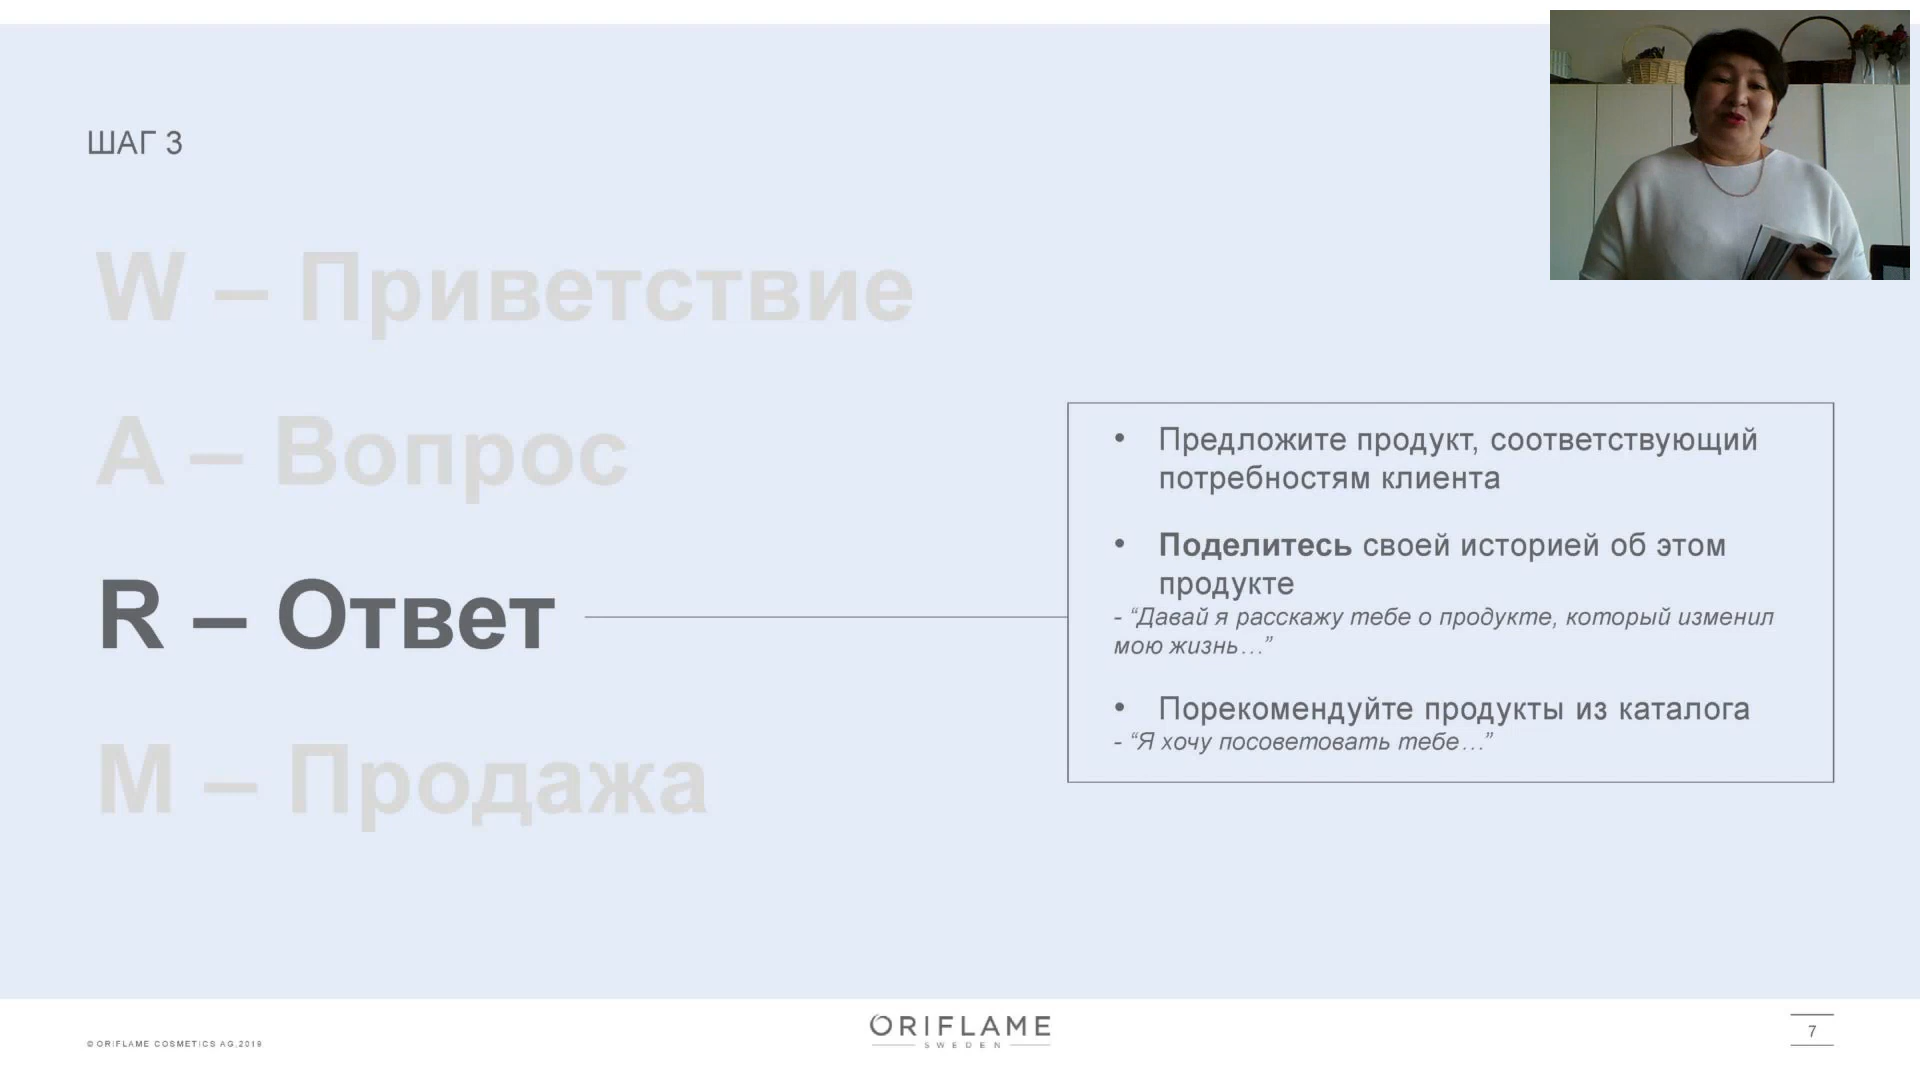 ШАГ 3
W – Приветствие
A – Вопрос
R – Ответ
M – Продажа
• Предложите продукт, соответствующий
потребностям клиента
• Поделитесь своей историей об этом
продукте
- “Давай я расскажу тебе о продукте, который изменил
мою жизнь…”
• Порекомендуйте продукты из каталога
- “Я хочу посоветовать тебе…”
© ORIFLAME COSMETICS AG,2019
ORIFLAME
SWEDEN
7